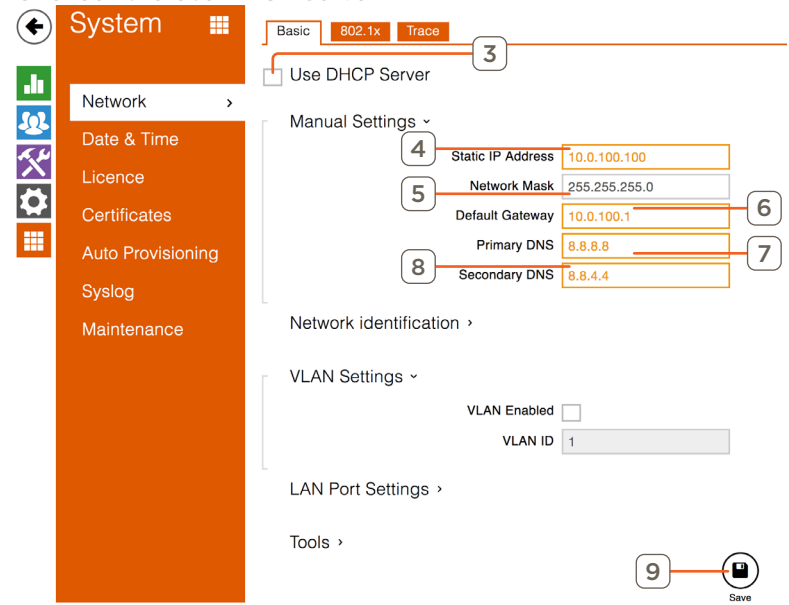 System
Basic
802.1x
Trace
3
Use DHCP Server
Network ›
Date & Time
Licence
Certificates
Auto Provisioning
Syslog
Maintenance
Manual Settings
4
Static IP Address 10.0.100.100
5
Network Mask 255.255.255.0
Default Gateway 10.0.100.1
6
Primary DNS 8.8.8.8
7
8
Secondary DNS 8.8.4.4
Network identification ›
VLAN Settings
VLAN Enabled
VLAN ID 1
LAN Port Settings ›
Tools ›
9
Save